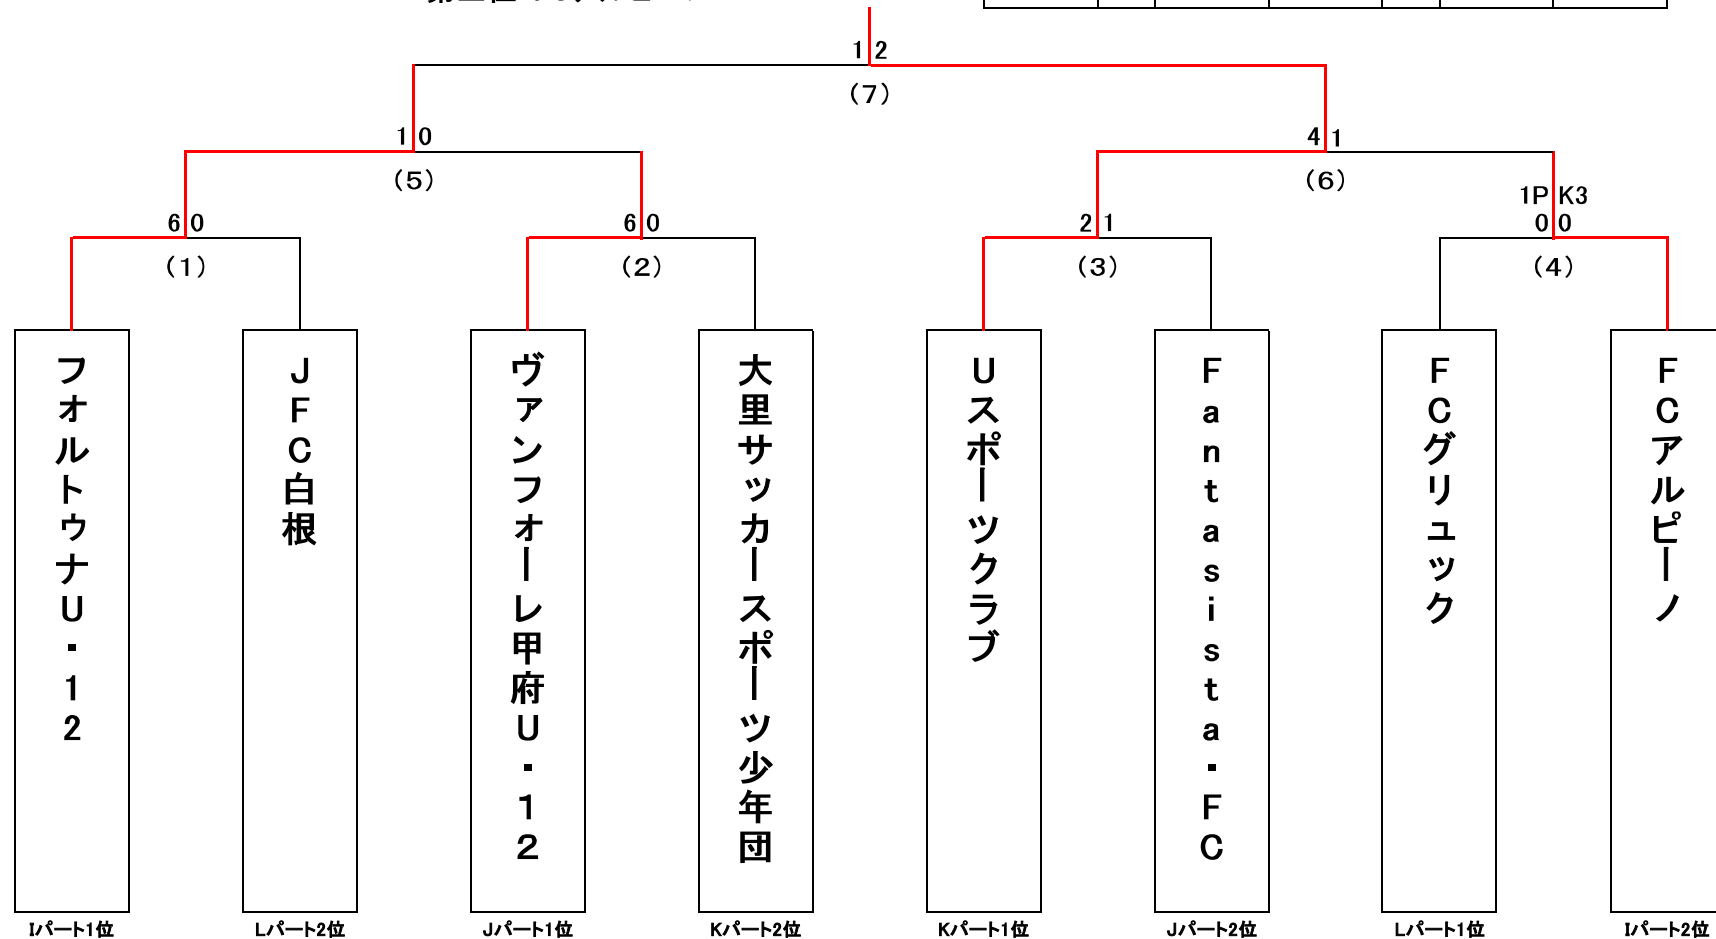 1 2
(7)
1 0
4 1
(5)
(6)
1PK3
6 0
6 0
2 1
0 0
(1)
(2)
(3)
(4)
フォルトゥナU-12
JFC白根
ヴァンフォーレ甲府U-12
大里サッカースポーツ少年団
Uスポーツクラブ
Fantasista-FC
FCグリュック
FCアルピーノ
Iパート1位
Lパート2位
Jパート1位
Kパート2位
Kパート1位
Jパート2位
Lパート1位
Iパート2位